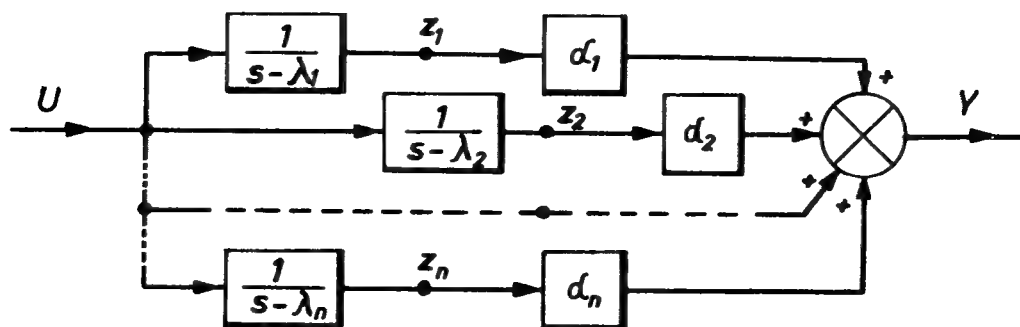 1
s-λ1
z1
d1
+
U
1
s-λ2
z2
d2
+
Y
+
+
1
s-λn
zn
dn